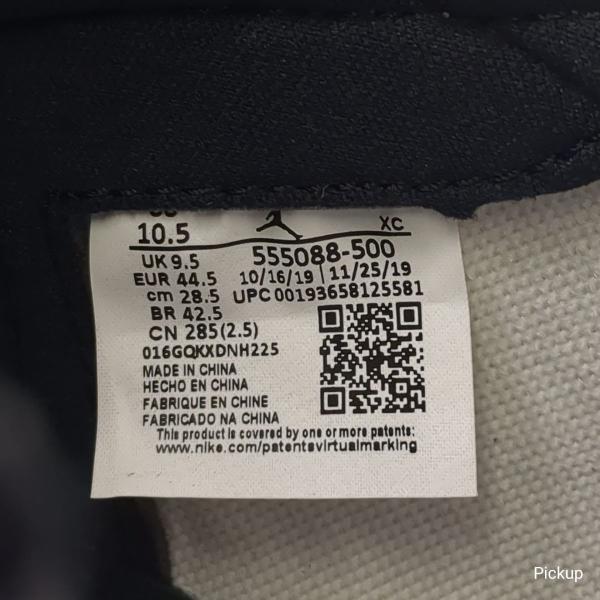 10.5
XC
UK 9.5
555088-500
EUR 44.5
10/16/19 | 11/25/19
cm 28.5
UPC 00193658125581
BR 42.5
CN 285(2.5)
016GQKXDNH225
MADE IN CHINA
HECHO EN CHINA
FABRIQUE EN CHINE
FABRICADO NA CHINA
This product is covered by one or more patents:
www.nike.com/patentsvirtualmarking
Pickup